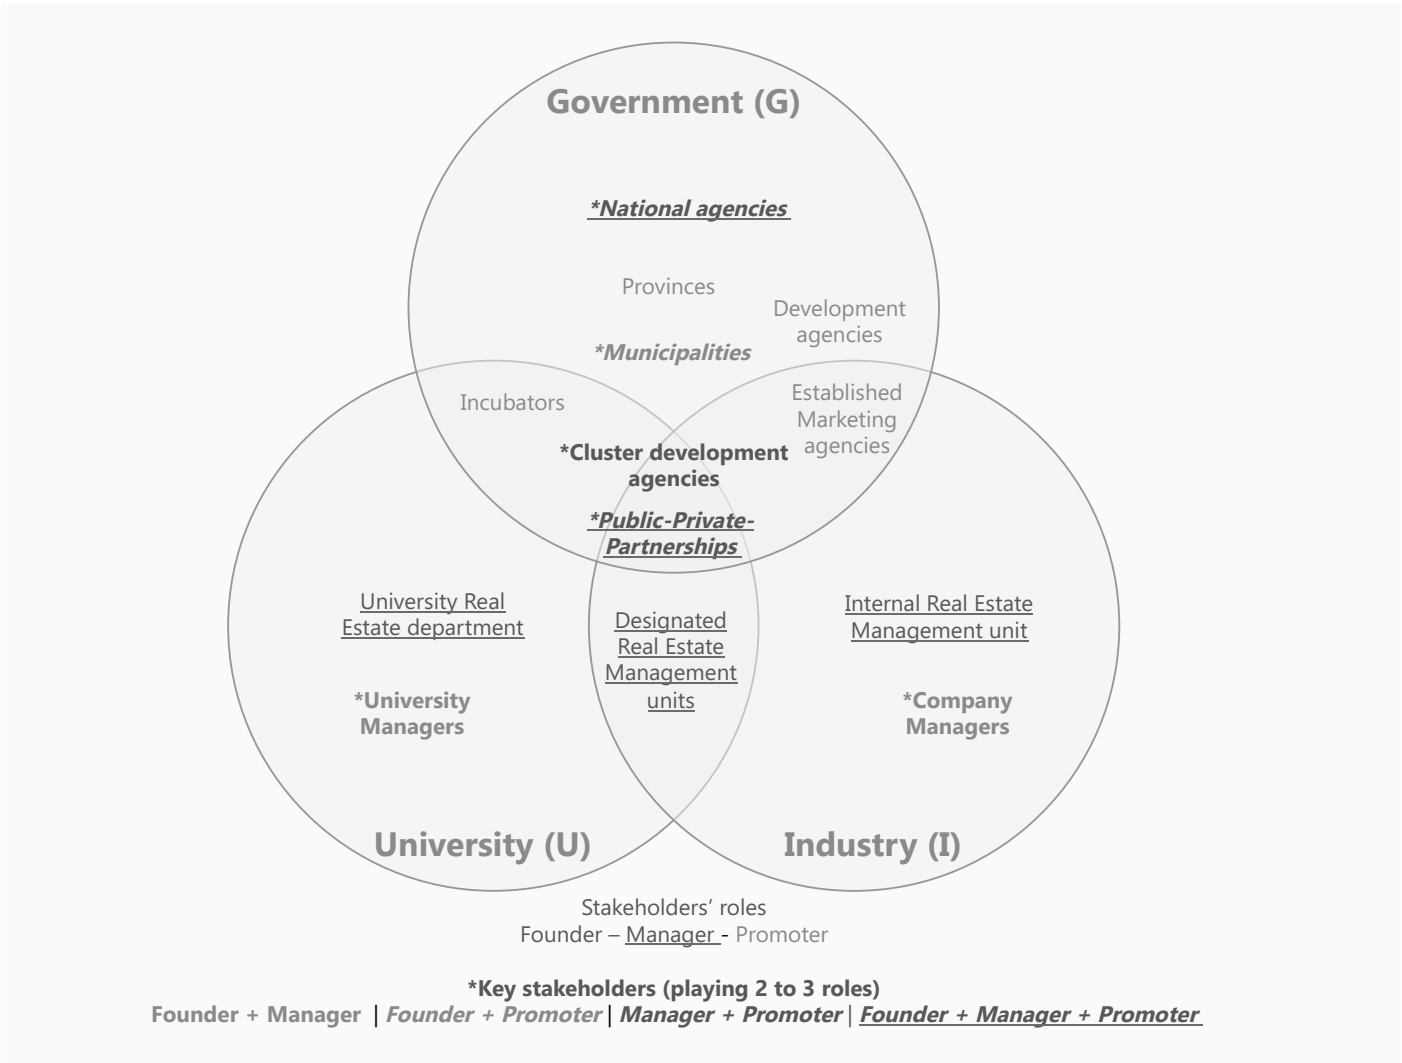 Government (G)
*National agencies
Provinces
Development
agencies
*Municipalities
Incubators
Established
Marketing
agencies
*Cluster development
agencies
*Public-Private-
Partnerships
University Real
Estate department
Designated
Real Estate
Management
units
Internal Real Estate
Management unit
*University
Managers
*Company
Managers
University (U)
Industry (I)
Stakeholders’ roles
Founder – Manager - Promoter
*Key stakeholders (playing 2 to 3 roles)
Founder + Manager | Founder + Promoter | Manager + Promoter | Founder + Manager + Promoter